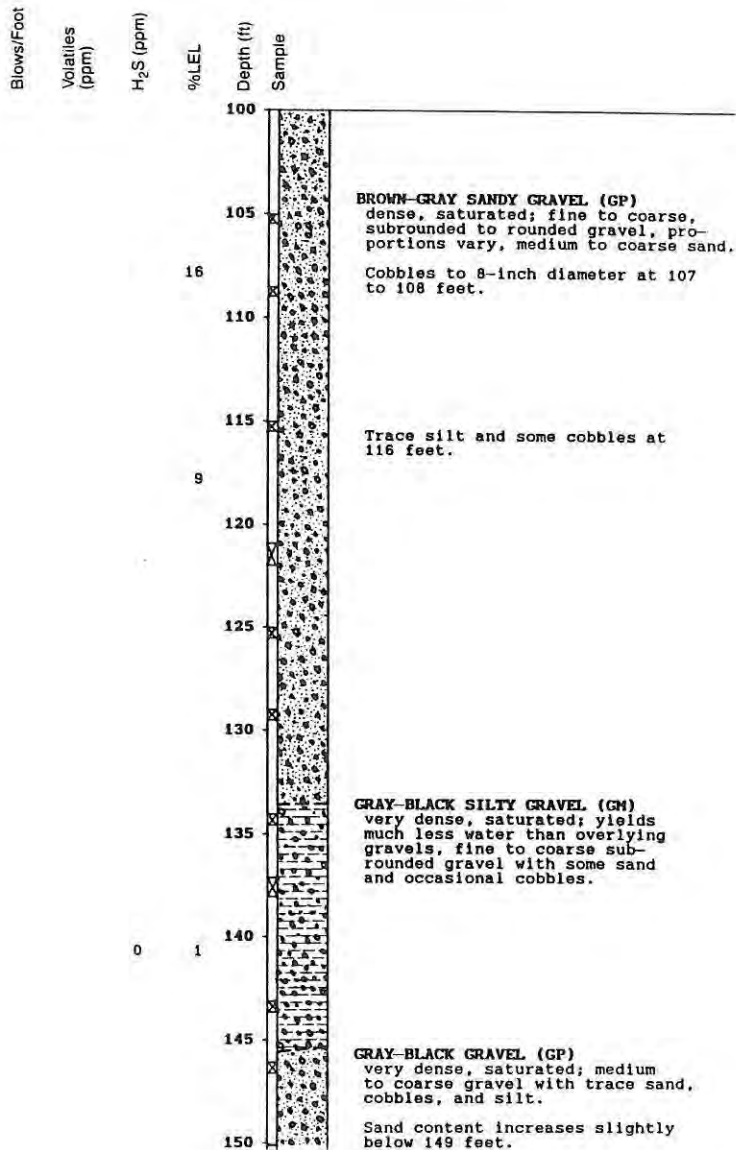 Blows/Foot
Volatiles
(ppm)
H₂S (ppm)
%LEL
Depth (ft)
Sample
100
BROWN-GRAY SANDY GRAVEL (GP)
105
dense, saturated; fine to coarse,
subrounded to rounded gravel, pro-
portions vary, medium to coarse sand.
16
Cobbles to 8-inch diameter at 107
to 108 feet.
110
115
Trace silt and some cobbles at
116 feet.
9
120
125
130
GRAY-BLACK SILTY GRAVEL (GM)
very dense, saturated; yields
135
much less water than overlying
gravels, fine to coarse sub-
rounded gravel with some sand
and occasional cobbles.
140
0 1
145
GRAY-BLACK GRAVEL (GP)
very dense, saturated; medium
to coarse gravel with trace sand,
cobbles, and silt.
Sand content increases slightly
150
below 149 feet.